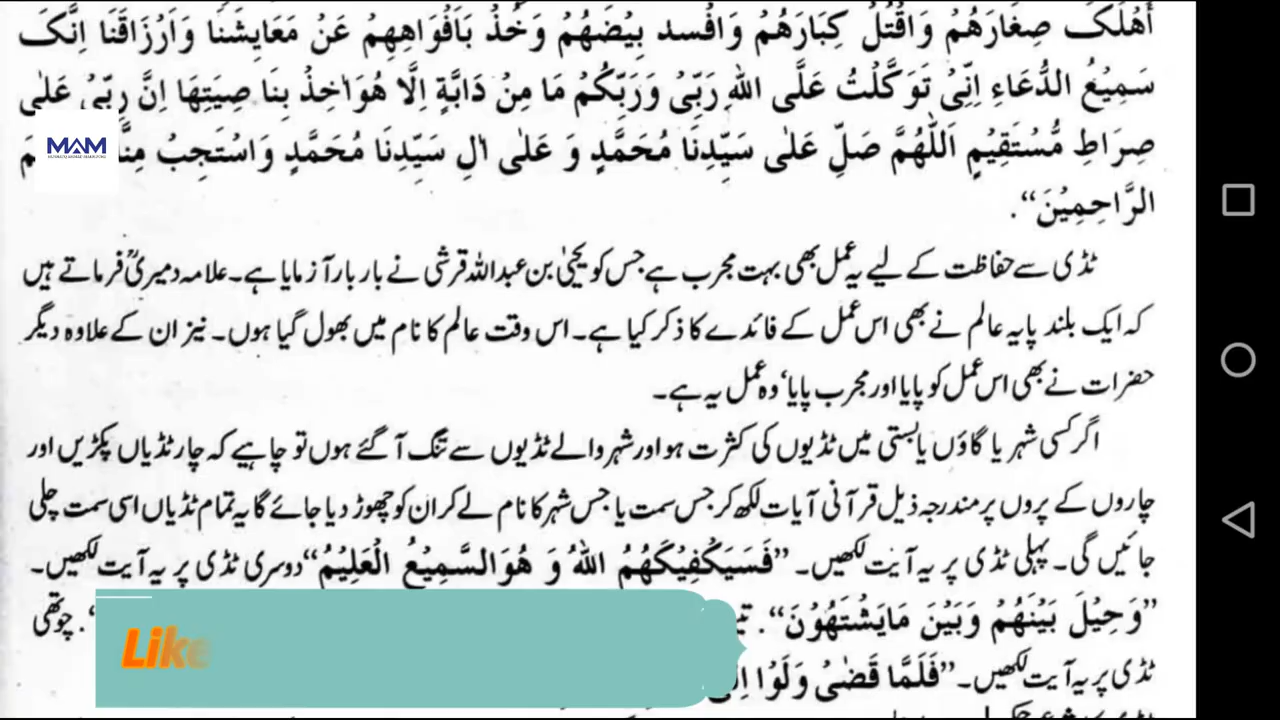 أَهْلَكَ صِغَارَهُمْ وَاقْتُلْ كِبَارَهُمْ وَافْسد بِيْضَهُمْ وَخُذْ بَاَفْوَاهِهِمْ عَنْ مَعَايِشَنَا وَاَرْزَاقَنَا اِنَّکَ
سَمِيْعُ الدُّعَاءِ اِنِّیْ تَوَكَّلْتُ عَلَّی اللهِ رَبِّیْ وَرَبِّكُمْ مَا مِنْ دَابَّةٍ اِلَّا هُوَاٰخِذْ بِنَا صِيَتِهَا اِنَّ رَبِّیْ عَلٰی
صِرَاطِ مُّسْتَقِيْمٍ اَللّٰهُمَّ صَلِّ عَلٰی سَيِّدِنَا مُحَمَّدٍ وَ عَلٰی اٰلِ سَيِّدِنَا مُحَمَّدٍ وَاسْتَجِبْ
الرَّاحِمِيْنَ“.
MAM
ٹڈی سے حفاظت کے لیے یہ عمل بھی بہت مجرب ہے جس کو یحییٰ بن عبداللہ قرشی نے بار بار آزمایا ہے۔ علامہ دمیریؒ فرماتے ہیں
کہ ایک بلند پایہ عالم نے بھی اس عمل کے فائدے کا ذکر کیا ہے۔ اس وقت عالم کا نام میں بھول گیا ہوں۔ نیز ان کے علاوہ دیگر
حضرات نے بھی اس عمل کو پایا اور مجرب پایا‘ وہ عمل یہ ہے۔
اگر کسی شہر یا گاؤں یا بستی میں ٹڈیوں کی کثرت ہو اور شہر والے ٹڈیوں سے تنگ آ گئے ہوں تو چاہیے کہ چار ٹڈیاں پکڑیں اور
چاروں کے پروں پر مندرجہ ذیل قرآنی آیات لکھ کر جس سمت یا جس شہر کا نام لے کر ان کو چھوڑ دیا جائے گا یہ تمام ٹڈیاں اسی سمت چلی
جائیں گی۔ پہلی ٹڈی پر یہ آیت لکھیں۔ ”فَسَيَكْفِيْكَهُمُ اللهُ وَ هُوَ السَّمِيْعُ الْعَلِيْمُ“ دوسری ٹڈی پر یہ آیت لکھیں۔
”وَحِيْلَ بَيْنَهُمْ وَبَيْنَ مَايَشْتَهُوْنَ“. “. چوتھی
ٹڈی پر یہ آیت لکھیں۔ ”فَلَمَّا قَضٰیْ وَلَوْا
Like